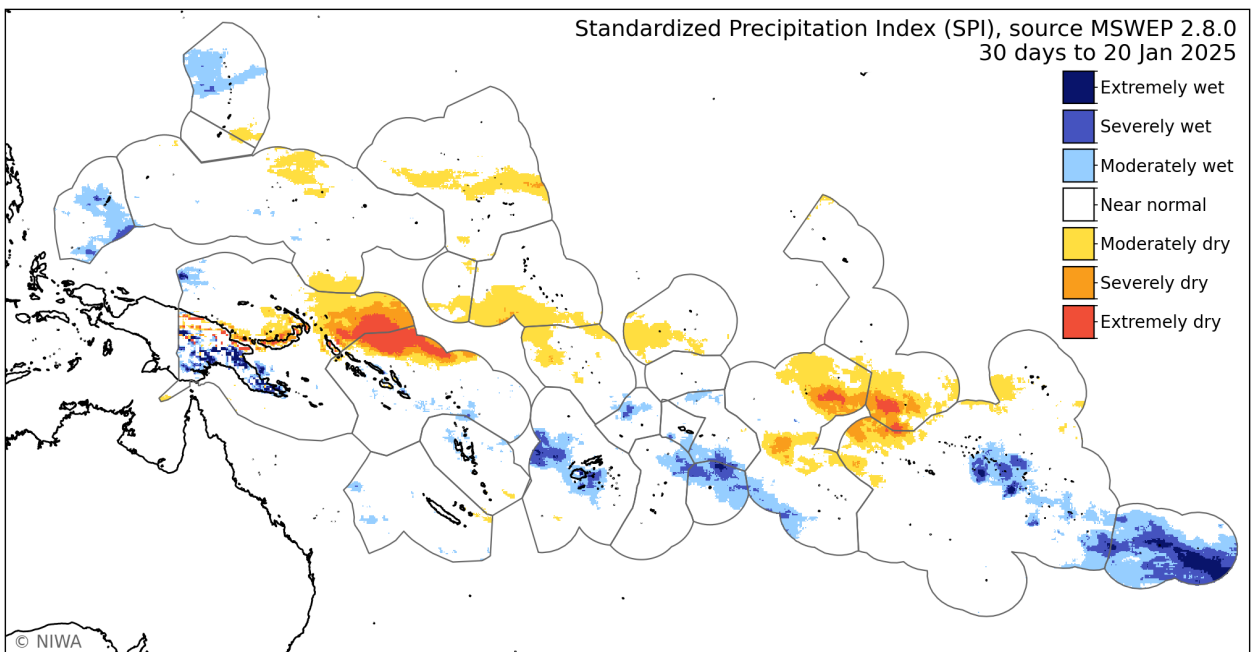 Standardized Precipitation Index (SPI), source MSWEP 2.8.0
30 days to 20 Jan 2025
Extremely wet
Severely wet
Moderately wet
Near normal
Moderately dry
Severely dry
Extremely dry
© NIWA